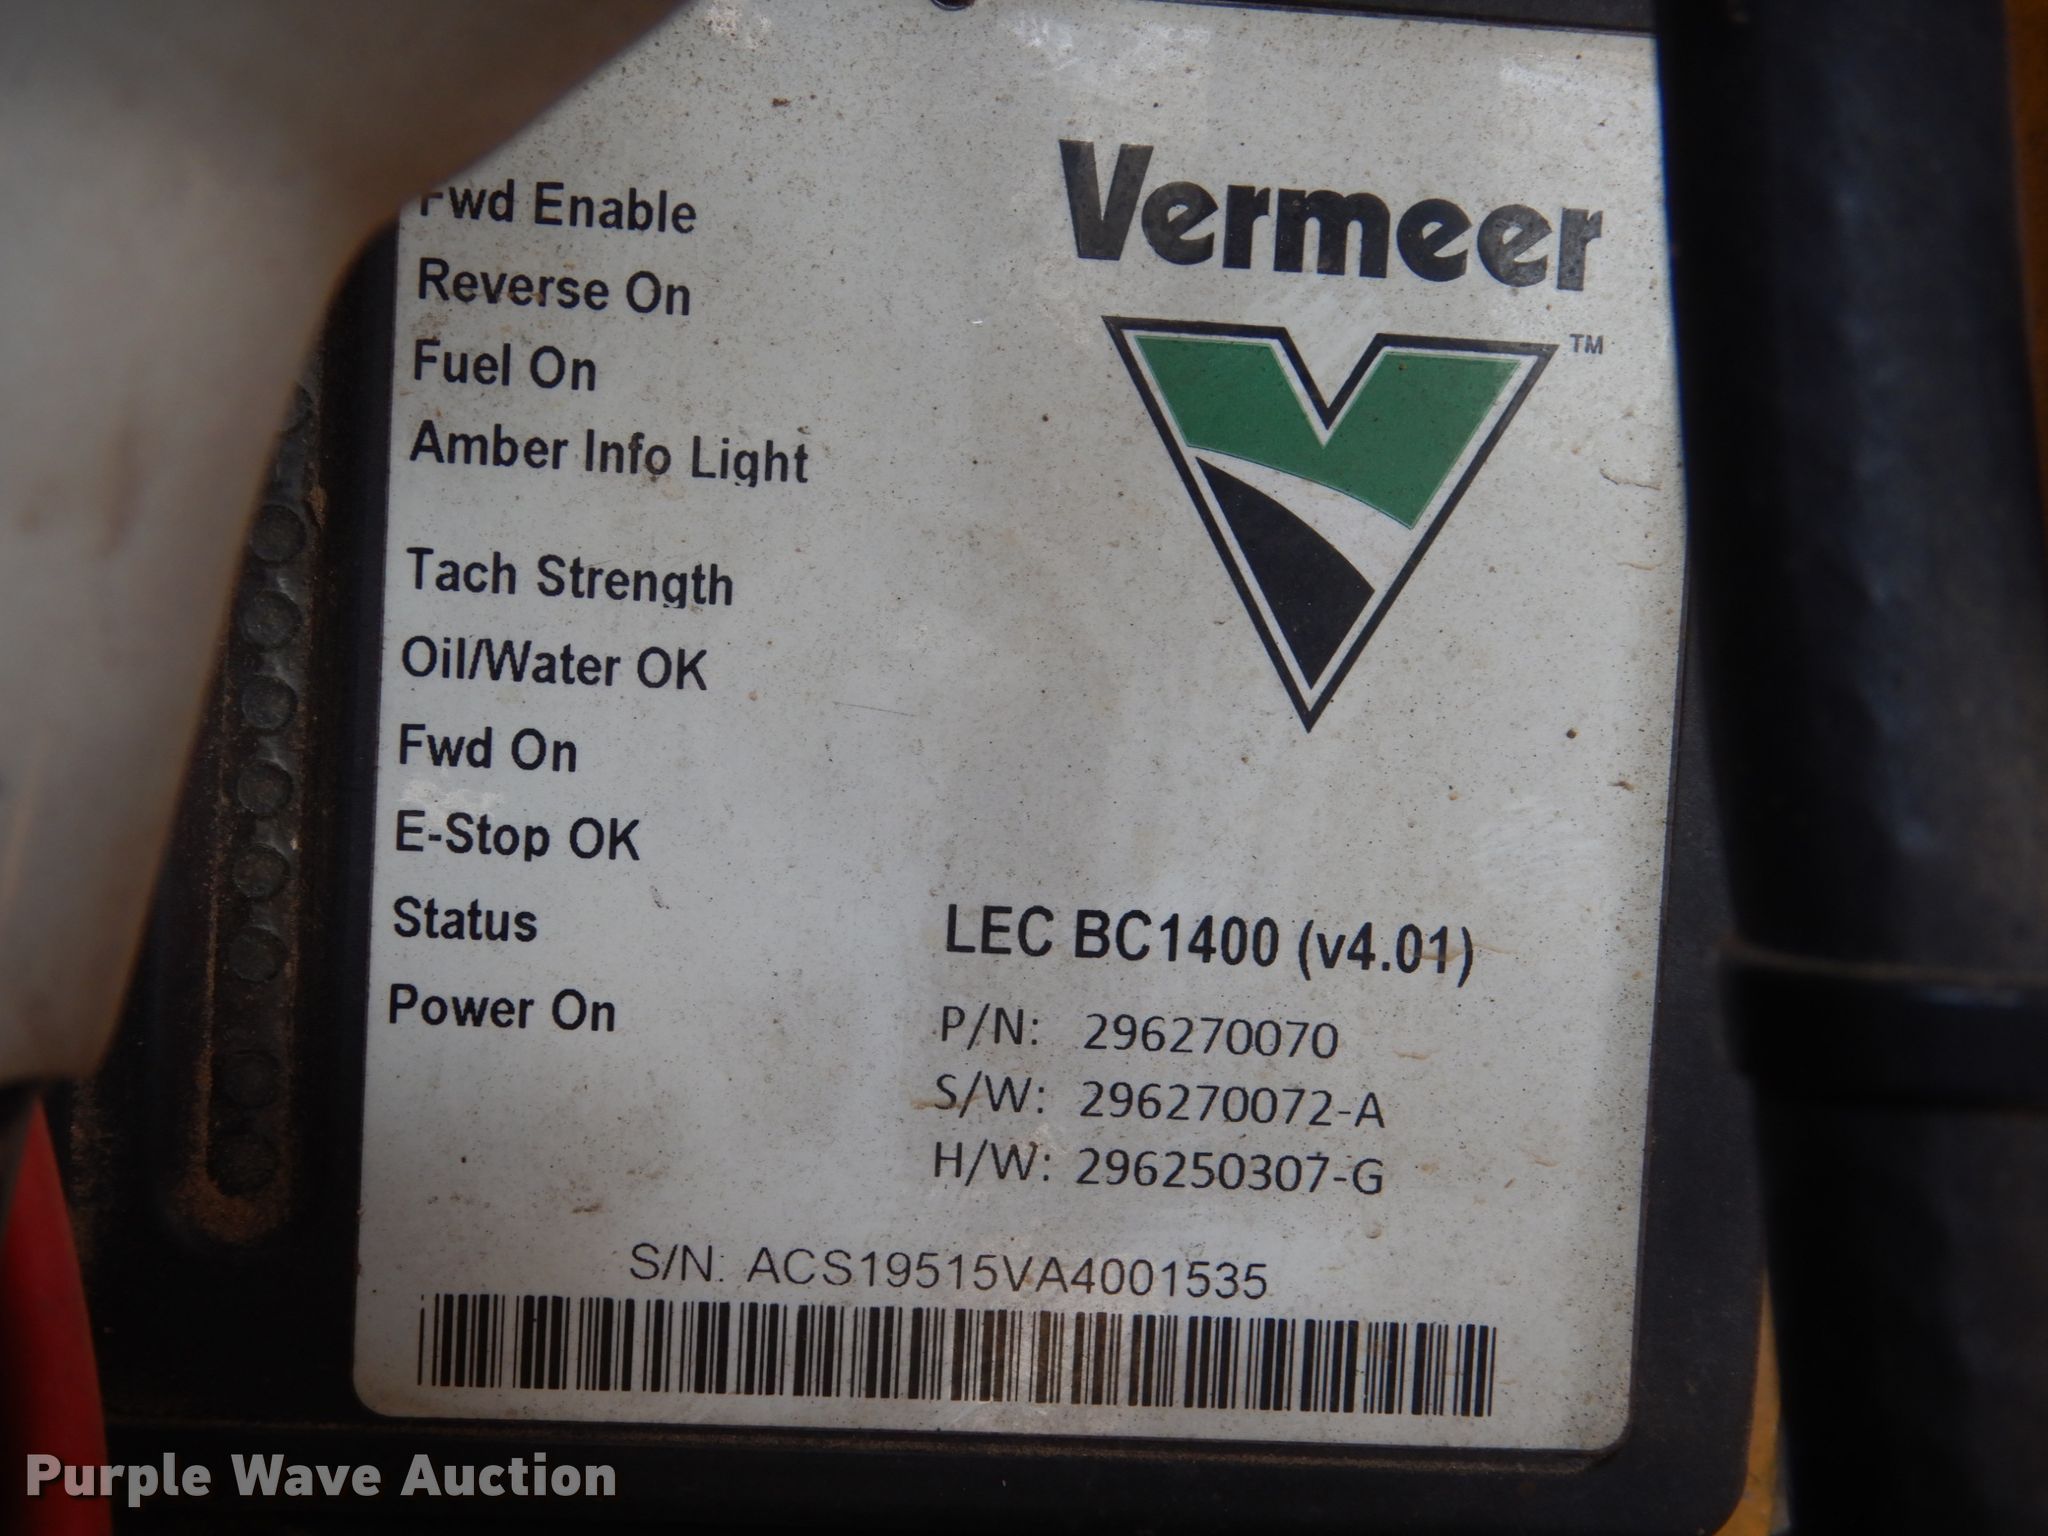 Vermeer
TM
Fwd Enable
Reverse On
Fuel On
Amber Info Light
Tach Strength
Oil/Water OK
Fwd On
E-Stop OK
Status
Power On
LEC BC1400 (v4.01)
P/N: 296270070
S/W: 296270072-A
H/W: 296250307-G
S/N: ACS19515VA4001535
Purple Wave Auction